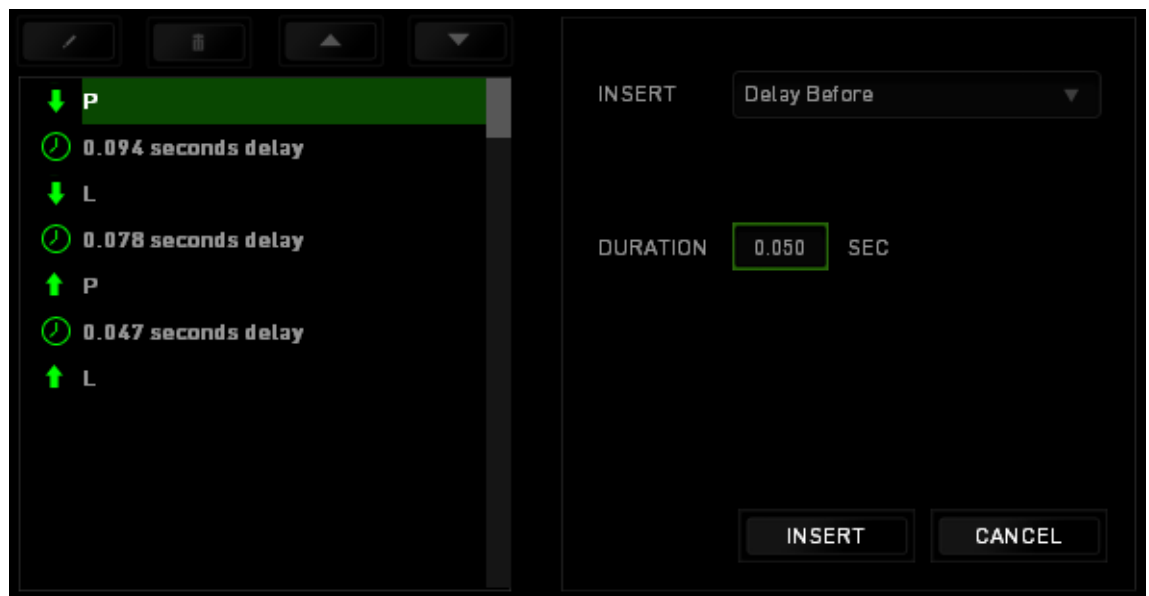 P
0.094 seconds delay
L
0.078 seconds delay
P
0.047 seconds delay
L
INSERT Delay Before
DURATION 0.050 SEC
INSERT CANCEL